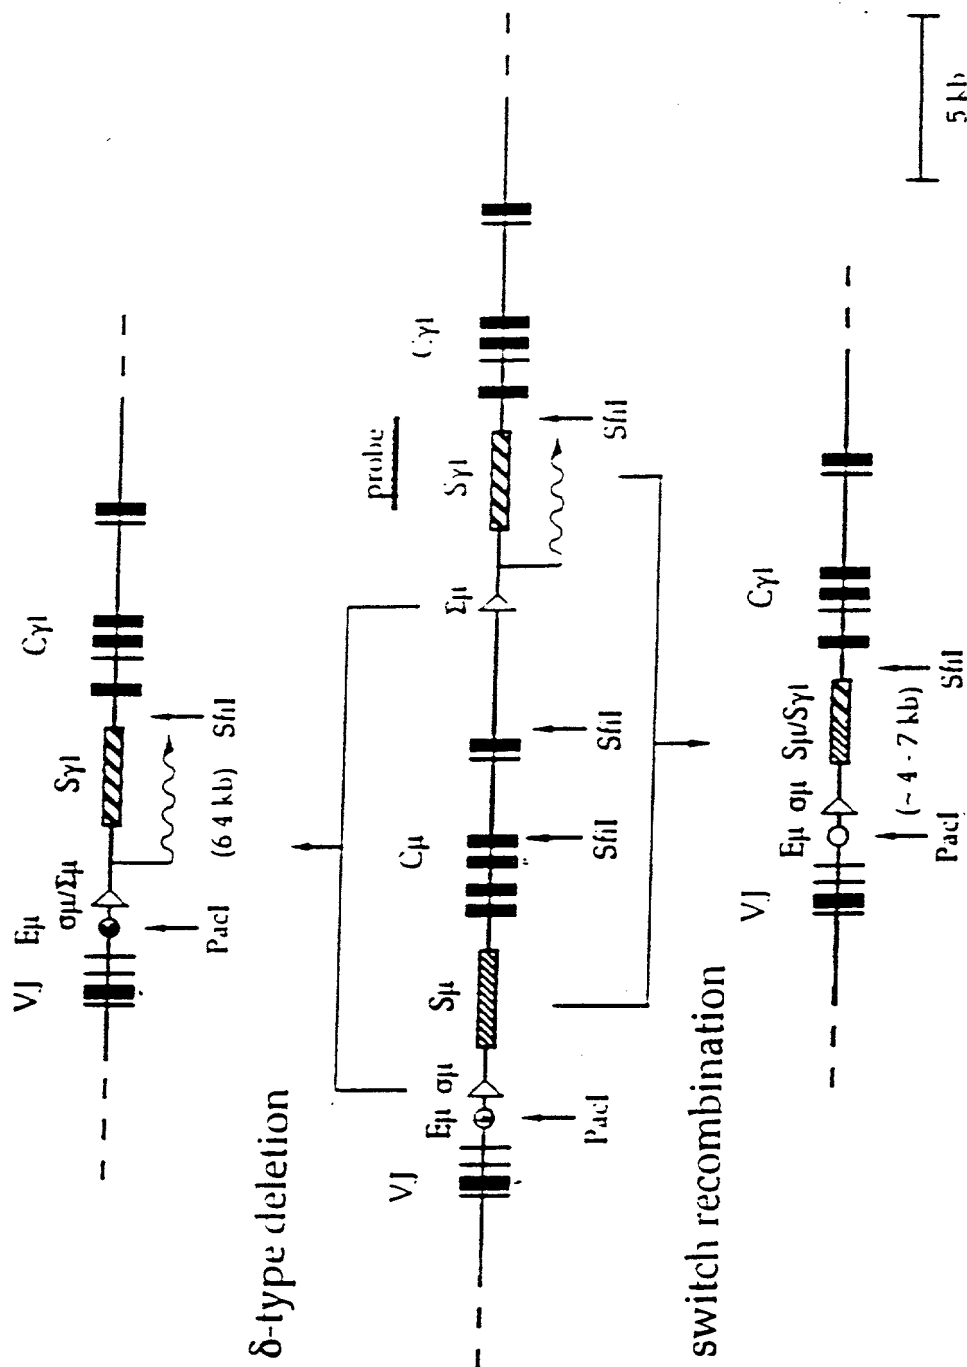 VJ Eμ σμ/Σμ Sγ1 Cγ1
PacI (6.4 kb) SfiI
δ-type deletion
probe
VJ Eμ σμ Sμ Cμ Σμ Sγ1 Cγ1
PacI SfiI SfiI SfiI
switch recombination
VJ Eμ σμ Sμ/Sγ1 Cγ1
PacI (~ 4 - 7 kb) SfiI
5 kb